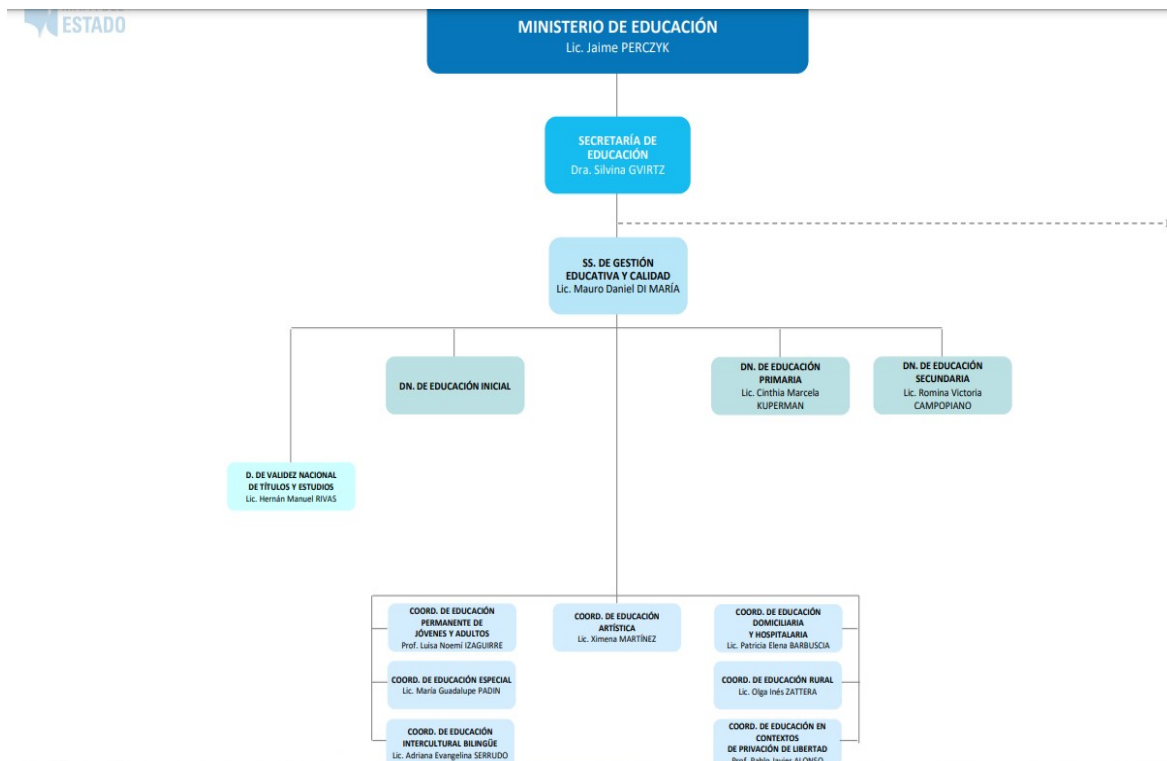 ESTADO
MINISTERIO DE EDUCACIÓN
Lic. Jaime PERCZYK
SECRETARÍA DE
EDUCACIÓN
Dra. Silvina GVIRTZ
SS. DE GESTIÓN
EDUCATIVA Y CALIDAD
Lic. Mauro Daniel DI MARÍA
DN. DE EDUCACIÓN INICIAL
DN. DE EDUCACIÓN
PRIMARIA
Lic. Cinthia Marcela
KUPERMAN
DN. DE EDUCACIÓN
SECUNDARIA
Lic. Romina Victoria
CAMPOPIANO
D. DE VALIDEZ NACIONAL
DE TÍTULOS Y ESTUDIOS
Lic. Hernán Manuel RIVAS
COORD. DE EDUCACIÓN
PERMANENTE DE
JÓVENES Y ADULTOS
Prof. Luisa Noemí IZAGUIRRE
COORD. DE EDUCACIÓN
ARTÍSTICA
Lic. Ximena MARTÍNEZ
COORD. DE EDUCACIÓN
DOMICILIARIA
Y HOSPITALARIA
Lic. Patricia Elena BARBUSCIA
COORD. DE EDUCACIÓN ESPECIAL
Lic. María Guadalupe PADIN
COORD. DE EDUCACIÓN RURAL
Lic. Olga Inés ZATTERA
COORD. DE EDUCACIÓN
INTERCULTURAL BILINGÜE
Lic. Adriana Evangelina SERRUDO
COORD. DE EDUCACIÓN EN
CONTEXTOS
DE PRIVACIÓN DE LIBERTAD
Prof. Pablo Javier ALONSO